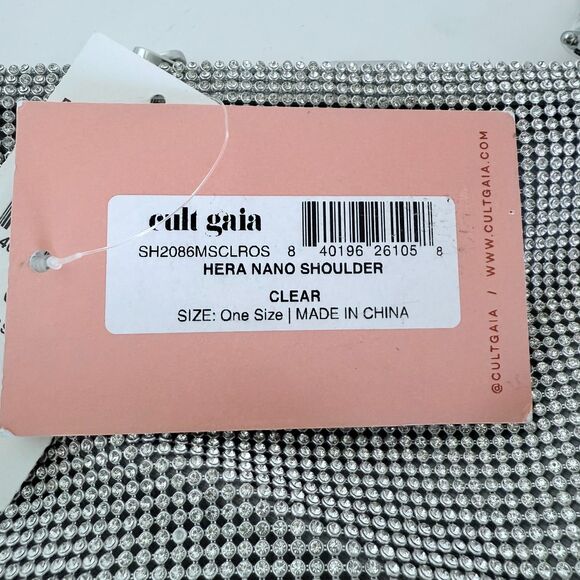 cult gaia
SH2086MSCLROS 8 40196 26105 8
HERA NANO SHOULDER
CLEAR
SIZE: One Size | MADE IN CHINA
@CULTGAIA / WWW.CULTGAIA.COM